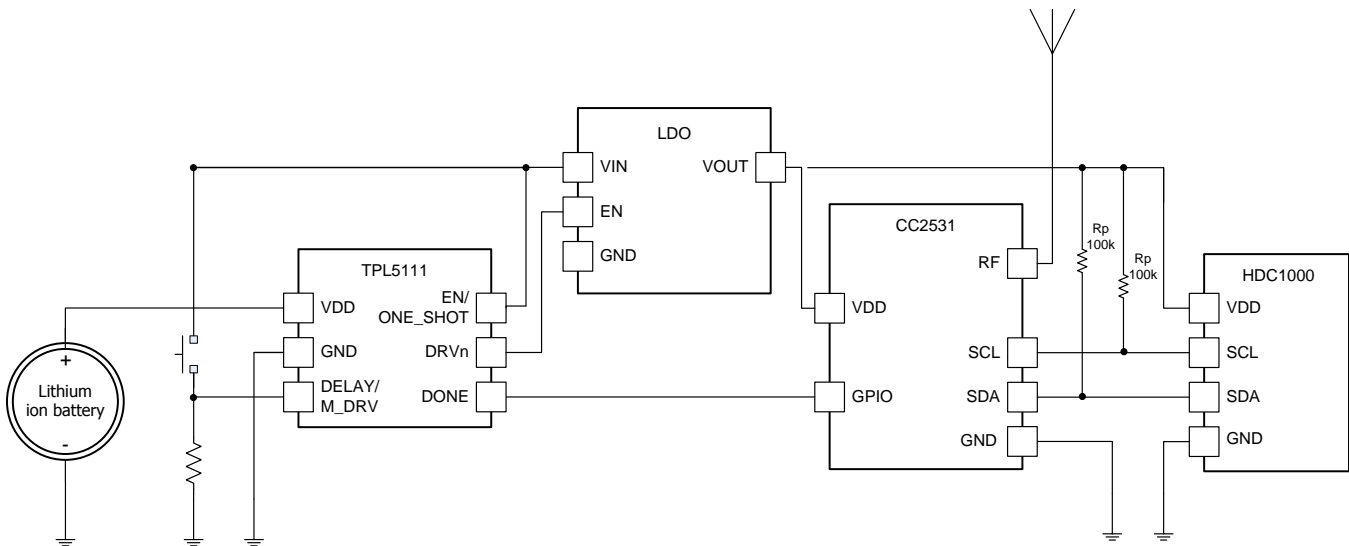 LDO
VIN
VOUT
EN
GND
TPL5111
VDD
EN/
ONE_SHOT
GND
DRVn
DELAY/
M_DRV
DONE
+
Lithium
ion battery
-
CC2531
RF
VDD
SCL
GPIO
SDA
GND
Rp
100k
Rp
100k
HDC1000
VDD
SCL
SDA
GND